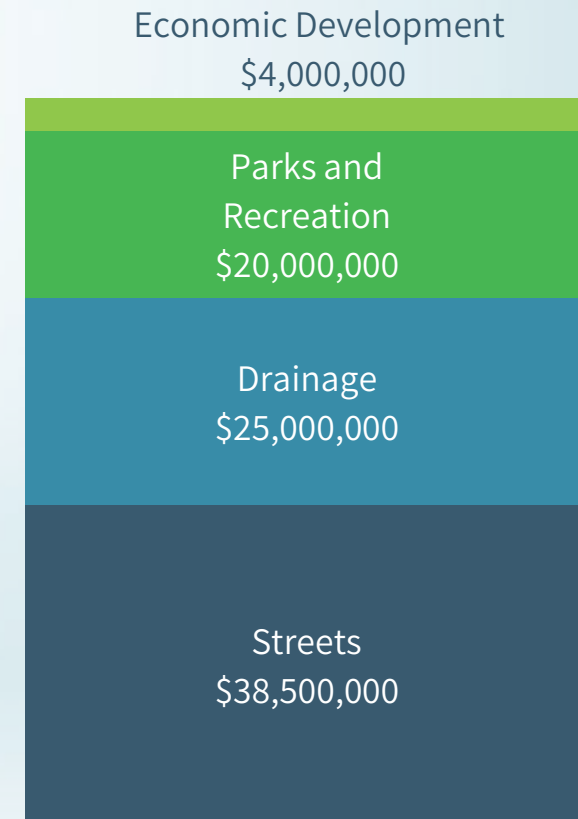 Economic Development
$4,000,000
Parks and
Recreation
$20,000,000
Drainage
$25,000,000
Streets
$38,500,000